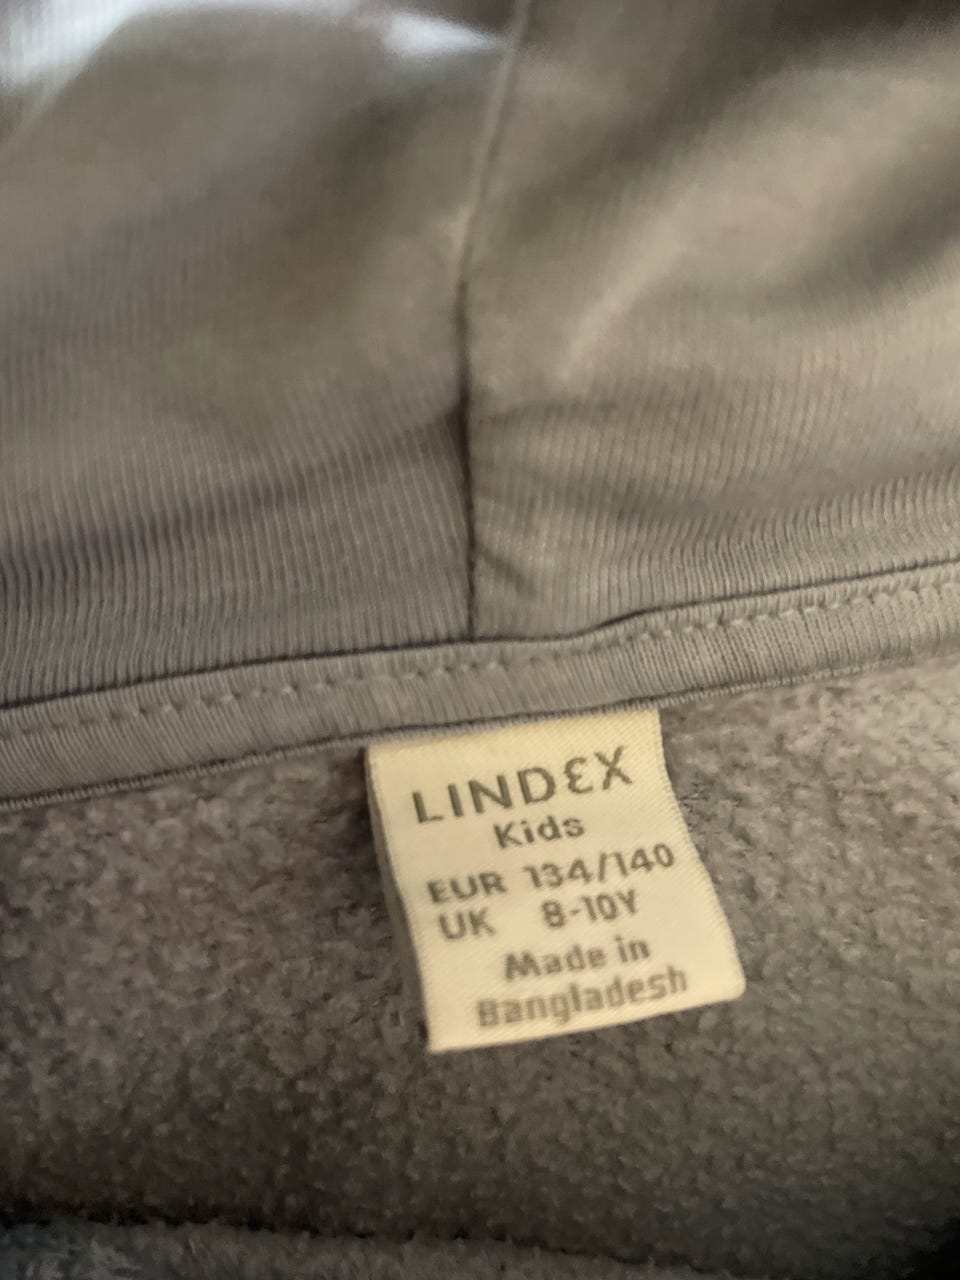 LINDEX
Kids
EUR 134/140
UK 8-10Y
Made in
Bangladesh